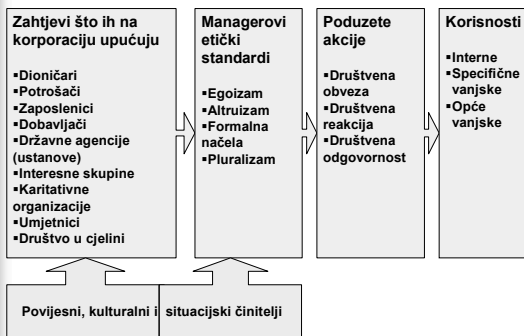 Zahtjevi što ih na
korporaciju upućuju
▪Dioničari
▪Potrošači
▪Zaposlenici
▪Dobavljači
▪Državne agencije
(ustanove)
▪Interesne skupine
▪Karitativne
organizacije
▪Umjetnici
▪Društvo u cjelini
Managerovi
etički
standardi
▪Egoizam
▪Altruizam
▪Formalna
načela
▪Pluralizam
Poduzete
akcije
▪Društvena
obveza
▪Društvena
reakcija
▪Društvena
odgovornost
Korisnosti
▪Interne
▪Specifične
vanjske
▪Opće
vanjske
Povijesni, kulturalni i situacijski činitelji